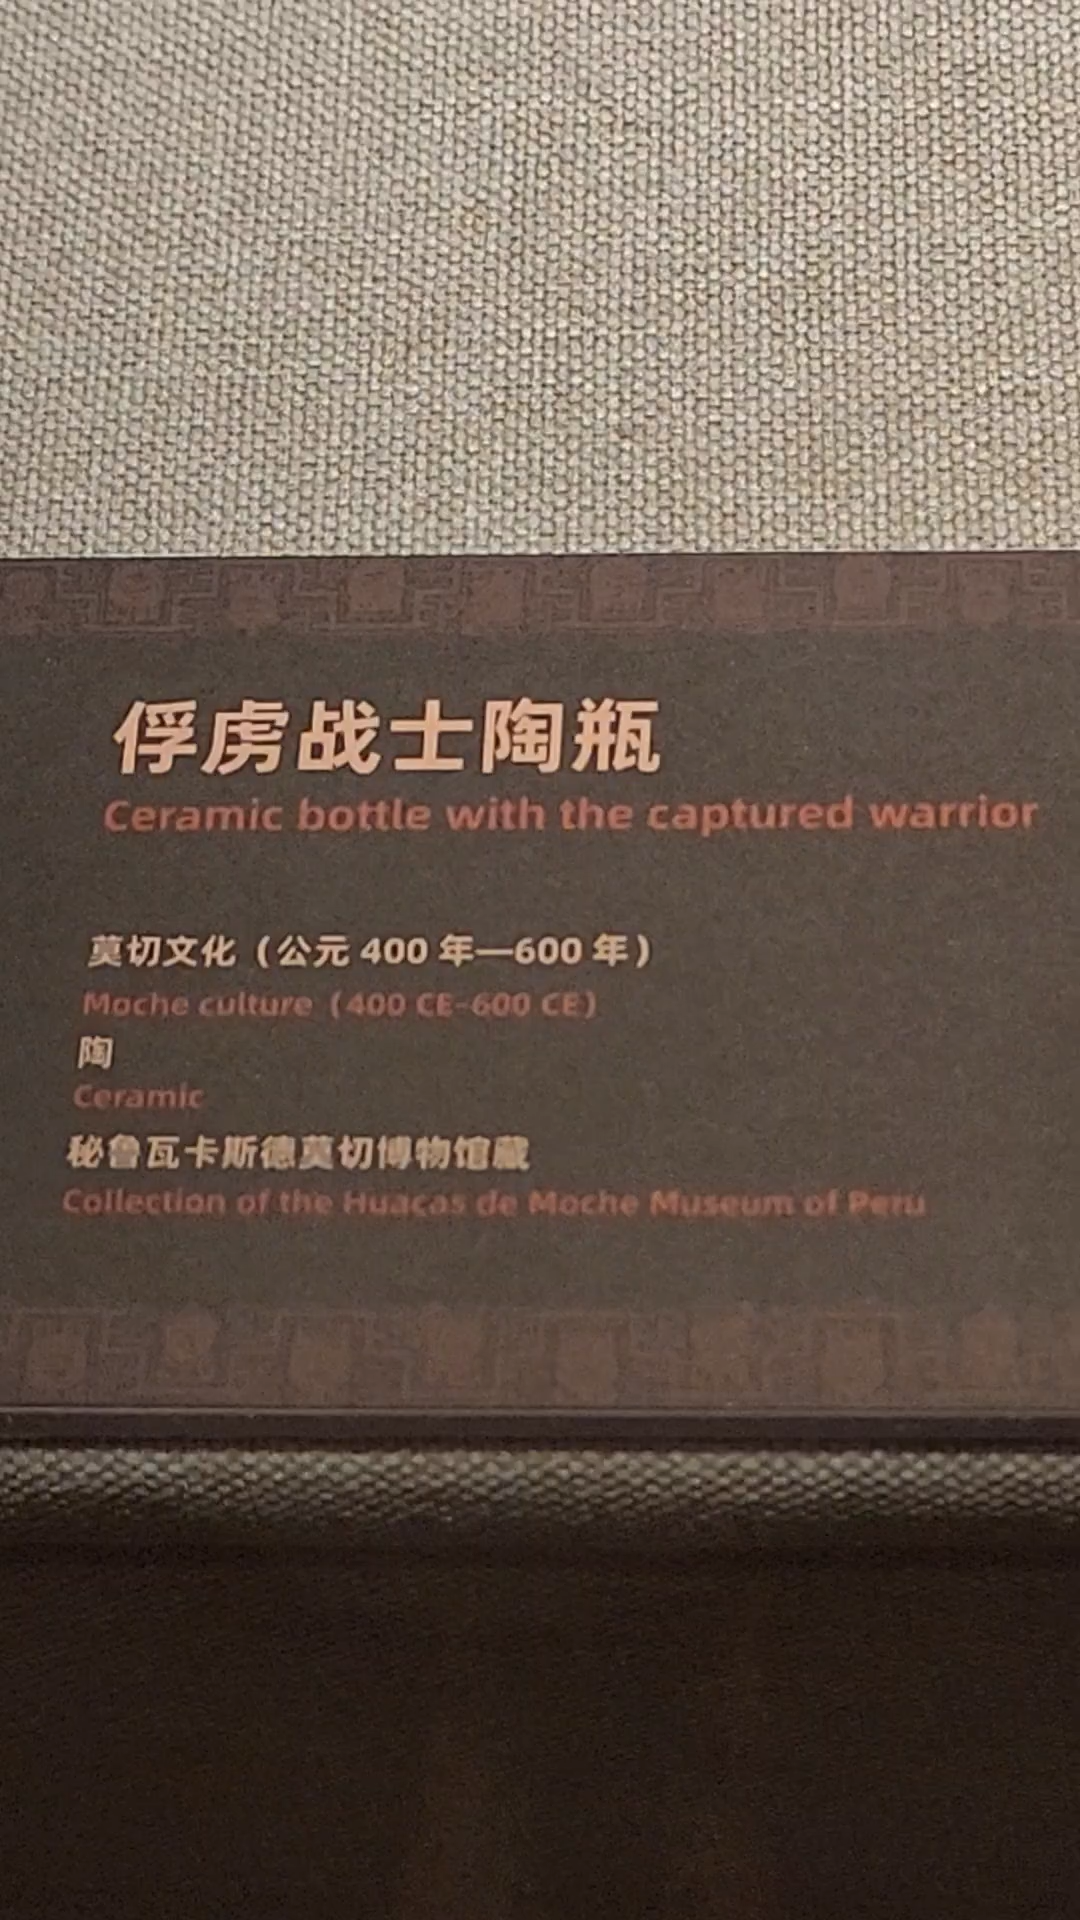 俘虏战士陶瓶
Ceramic bottle with the captured warrior
莫切文化（公元 400 年—600 年）
Moche culture (400 CE-600 CE)
陶
Ceramic
秘鲁瓦卡斯德莫切博物馆藏
Collection of the Huacas de Moche Museum of Peru